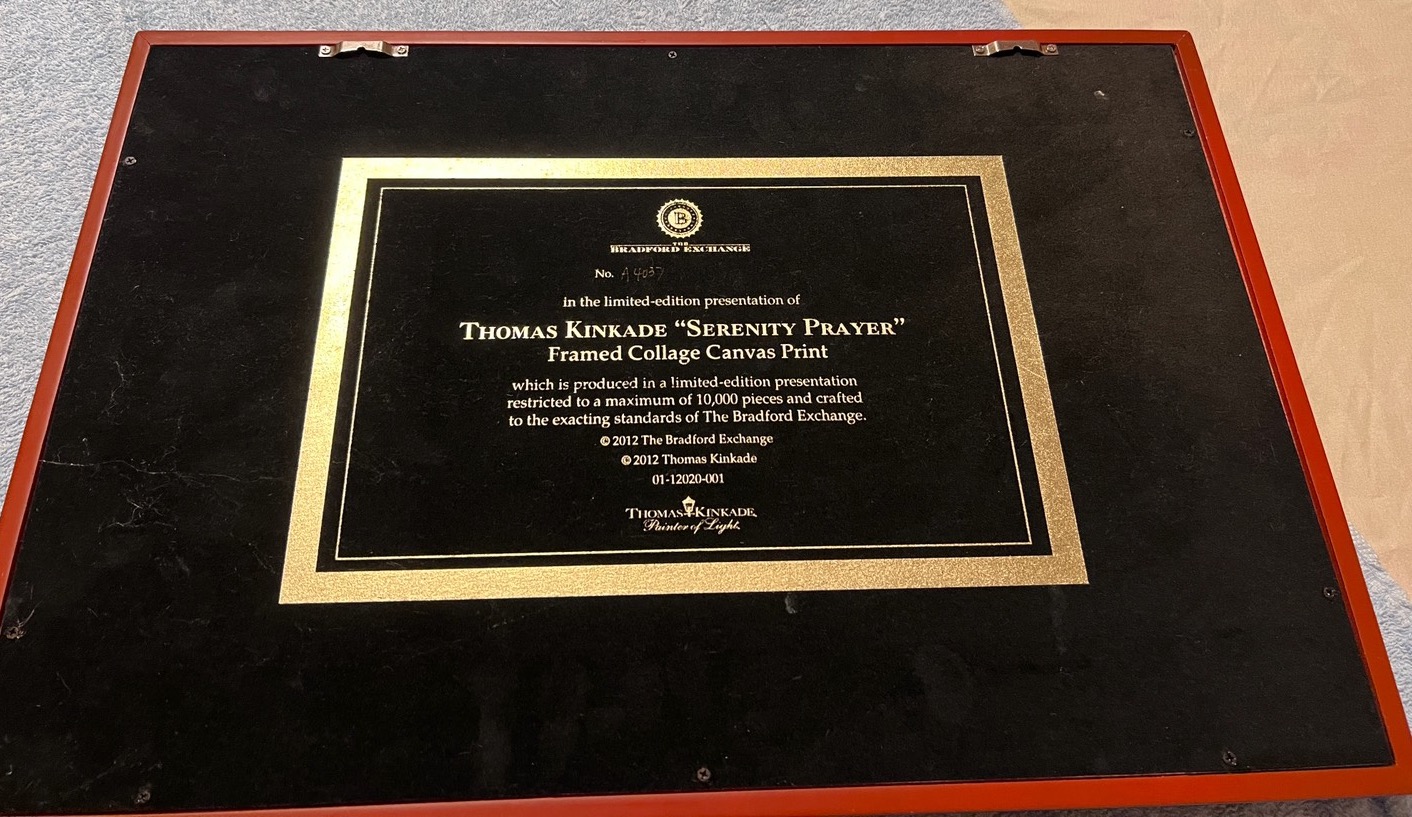 B
THE
BRADFORD EXCHANGE
No. A4037
in the limited-edition presentation of
THOMAS KINKADE “SERENITY PRAYER”
Framed Collage Canvas Print
which is produced in a limited-edition presentation
restricted to a maximum of 10,000 pieces and crafted
to the exacting standards of The Bradford Exchange.
© 2012 The Bradford Exchange
© 2012 Thomas Kinkade
01-12020-001
THOMAS KINKADE
Painter of Light